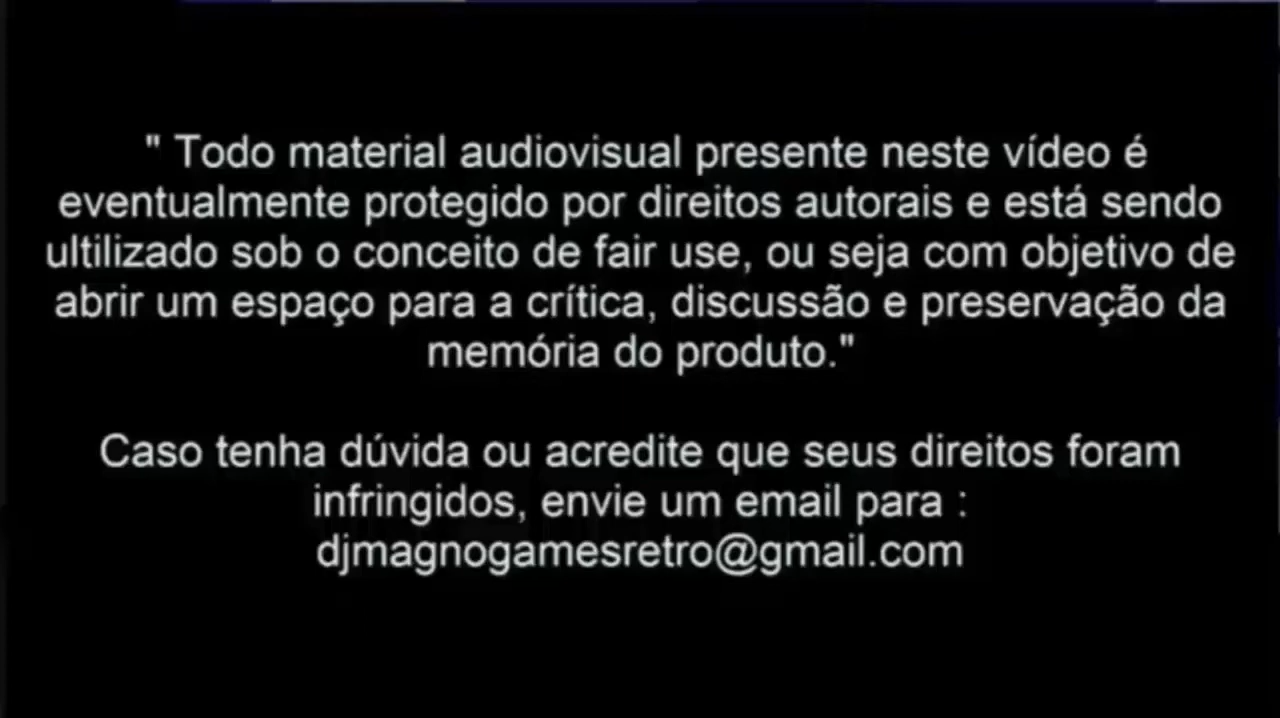 " Todo material audiovisual presente neste vídeo é
eventualmente protegido por direitos autorais e está sendo
ultilizado sob o conceito de fair use, ou seja com objetivo de
abrir um espaço para a crítica, discussão e preservação da
memória do produto."
Caso tenha dúvida ou acredite que seus direitos foram
infringidos, envie um email para :
djmagnogamesretro@gmail.com